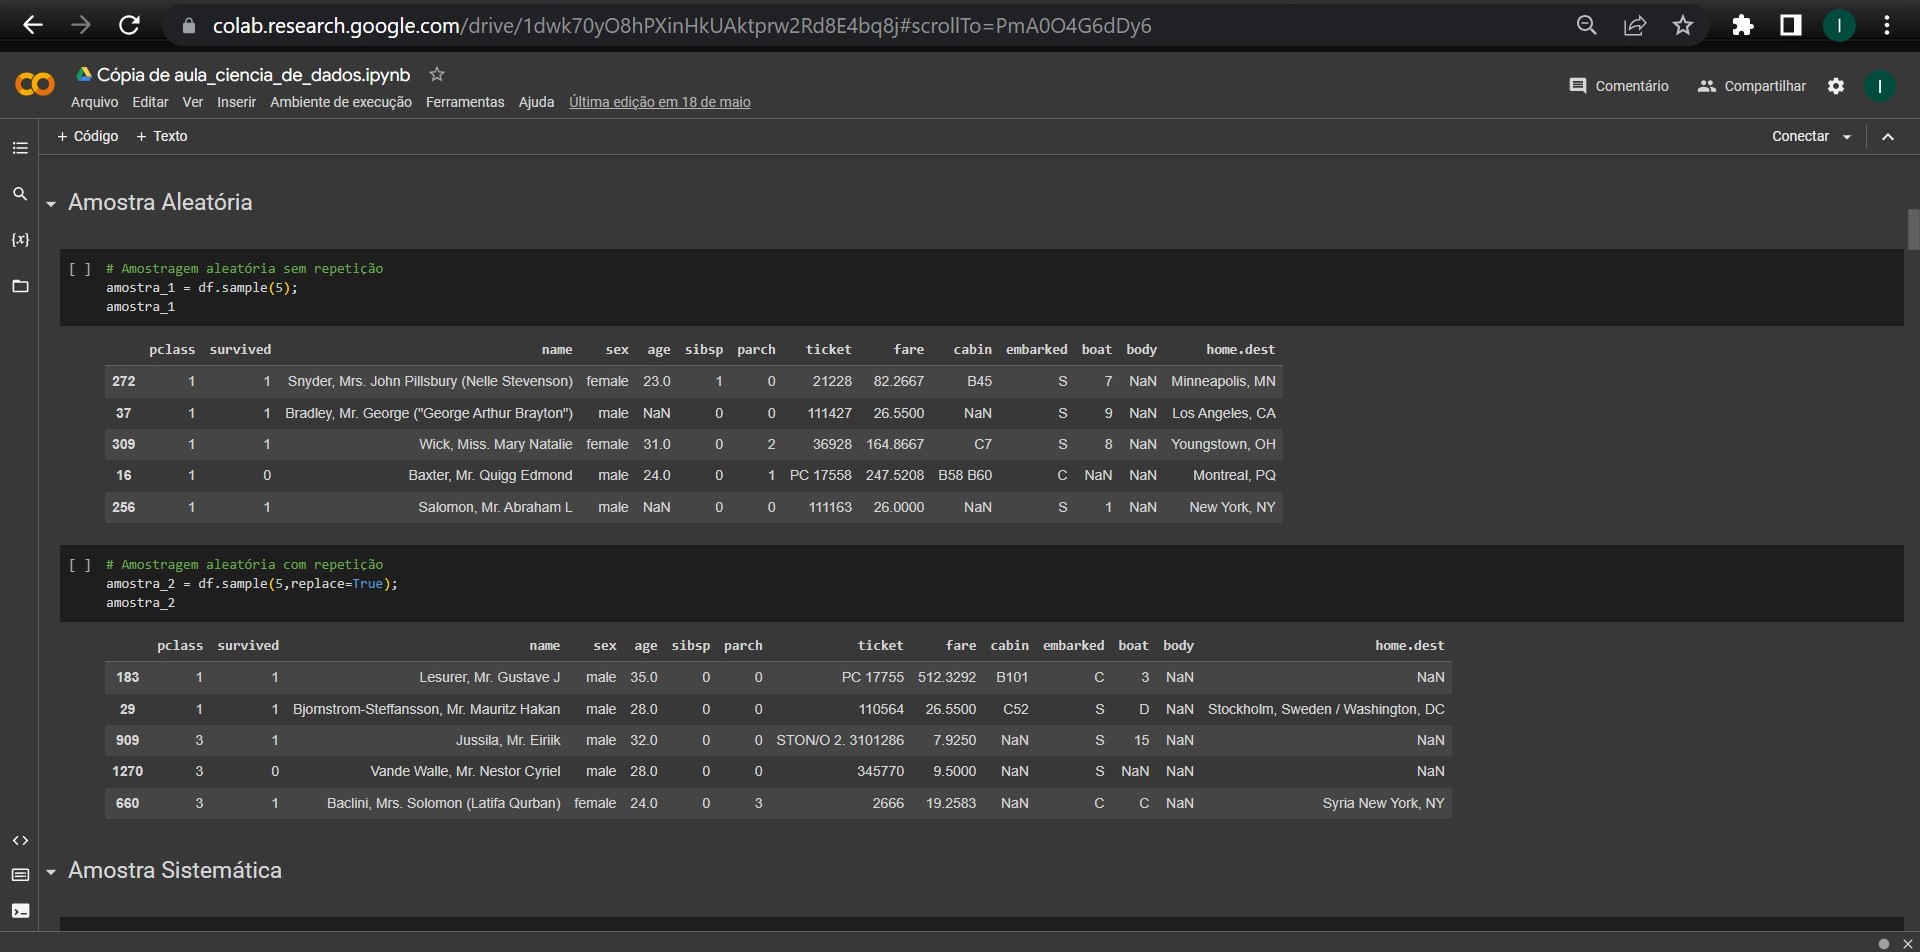 colab.research.google.com/drive/1dwk70yO8hPXinHkUAktprw2Rd8E4bq8j#scrollTo=PmA0O4G6dDy6
I
CO
Cópia de aula_ciencia_de_dados.ipynb
Arquivo Editar Ver Inserir Ambiente de execução Ferramentas Ajuda Última edição em 18 de maio
Comentário Compartilhar I
+ Código + Texto
Conectar
{x}
Amostra Aleatória
[ ] # Amostragem aleatória sem repetição
amostra_1 = df.sample(5);
amostra_1
pclass survived name sex age sibsp parch ticket fare cabin embarked boat body home.dest
272 1 1 Snyder, Mrs. John Pillsbury (Nelle Stevenson) female 23.0 1 0 21228 82.2667 B45 S 7 NaN Minneapolis, MN
37 1 1 Bradley, Mr. George ("George Arthur Brayton") male NaN 0 0 111427 26.5500 NaN S 9 NaN Los Angeles, CA
309 1 1 Wick, Miss. Mary Natalie female 31.0 0 2 36928 164.8667 C7 S 8 NaN Youngstown, OH
16 1 0 Baxter, Mr. Quigg Edmond male 24.0 0 1 PC 17558 247.5208 B58 B60 C NaN NaN Montreal, PQ
256 1 1 Salomon, Mr. Abraham L male NaN 0 0 111163 26.0000 NaN S 1 NaN New York, NY
[ ] # Amostragem aleatória com repetição
amostra_2 = df.sample(5,replace=True);
amostra_2
pclass survived name sex age sibsp parch ticket fare cabin embarked boat body home.dest
183 1 1 Lesurer, Mr. Gustave J male 35.0 0 0 PC 17755 512.3292 B101 C 3 NaN NaN
29 1 1 Bjornstrom-Steffansson, Mr. Mauritz Hakan male 28.0 0 0 110564 26.5500 C52 S D NaN Stockholm, Sweden / Washington, DC
909 3 1 Jussila, Mr. Eiriik male 32.0 0 0 STON/O 2. 3101286 7.9250 NaN S 15 NaN NaN
1270 3 0 Vande Walle, Mr. Nestor Cyriel male 28.0 0 0 345770 9.5000 NaN S NaN NaN NaN
660 3 1 Baclini, Mrs. Solomon (Latifa Qurban) female 24.0 0 3 2666 19.2583 NaN C C NaN Syria New York, NY
Amostra Sistemática